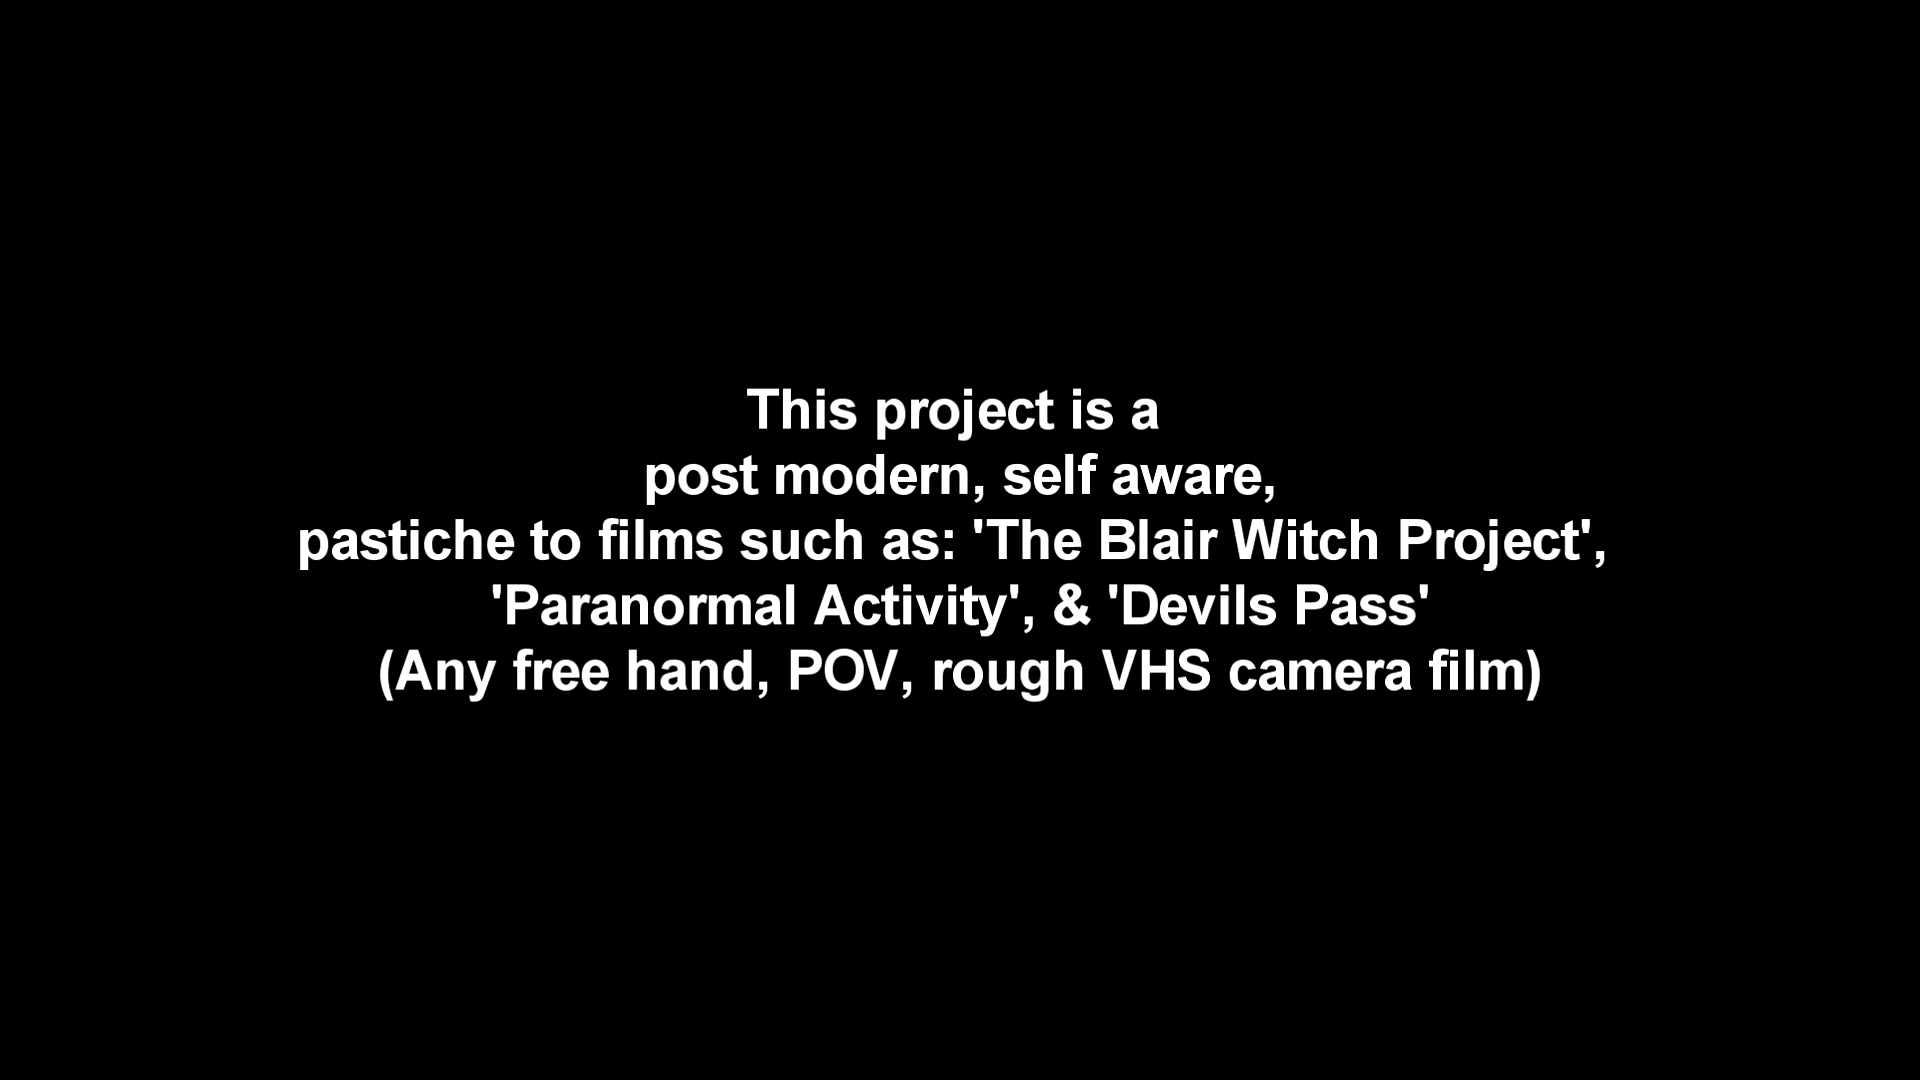 This project is a
post modern, self aware,
pastiche to films such as: 'The Blair Witch Project',
'Paranormal Activity', & 'Devils Pass'
(Any free hand, POV, rough VHS camera film)